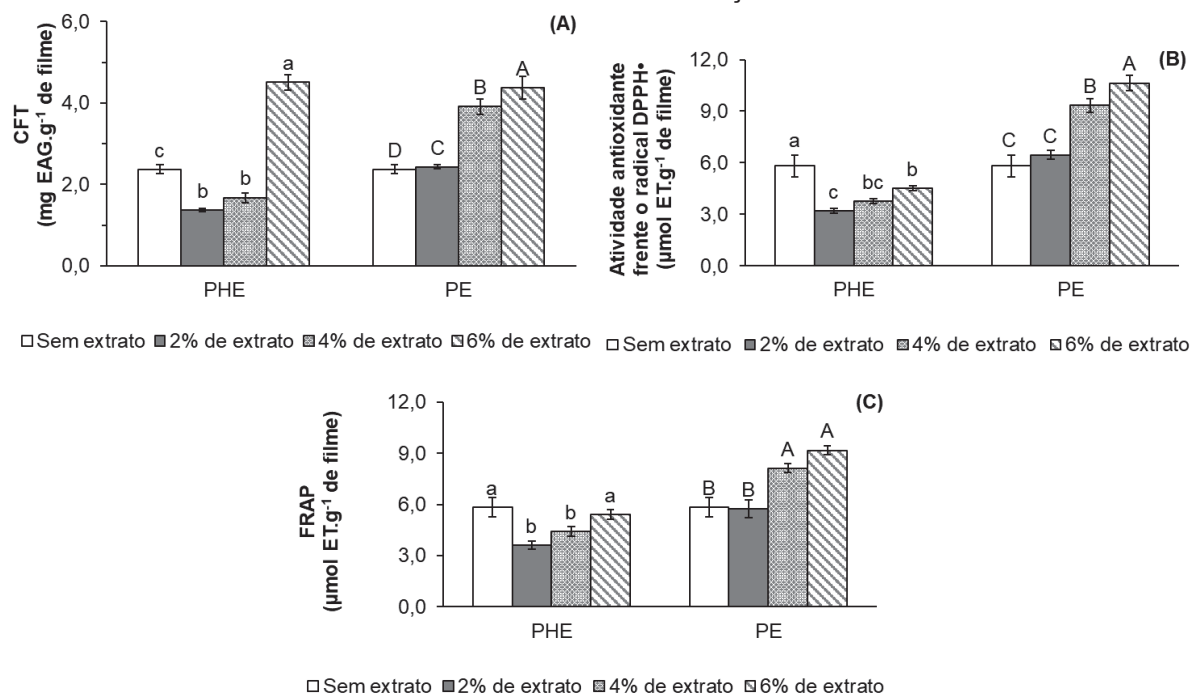 (A)
CFT
(mg EAG.g⁻¹ de filme)
6,0
4,0
2,0
0,0
c
b
b
a
D
C
B
A
PHE
PE
Sem extrato 2% de extrato 4% de extrato 6% de extrato
(B)
Atividade antioxidante
frente o radical DPPH•
(µmol ET.g⁻¹ de filme)
12,0
9,0
6,0
3,0
0,0
a
c
bc
b
C
C
B
A
PHE
PE
Sem extrato 2% de extrato 4% de extrato 6% de extrato
(C)
FRAP
(µmol ET.g⁻¹ de filme)
12,0
9,0
6,0
3,0
0,0
a
b
b
a
B
B
A
A
PHE
PE
Sem extrato 2% de extrato 4% de extrato 6% de extrato